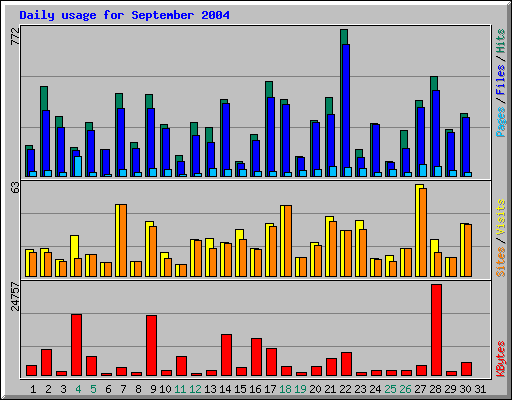 Daily usage for September 2004
772
63
24757
Pages / Files / Hits
Sites / Visits
KBytes
1 2 3 4 5 6 7 8 9 10 11 12 13 14 15 16 17 18 19 20 21 22 23 24 25 26 27 28 29 30 31